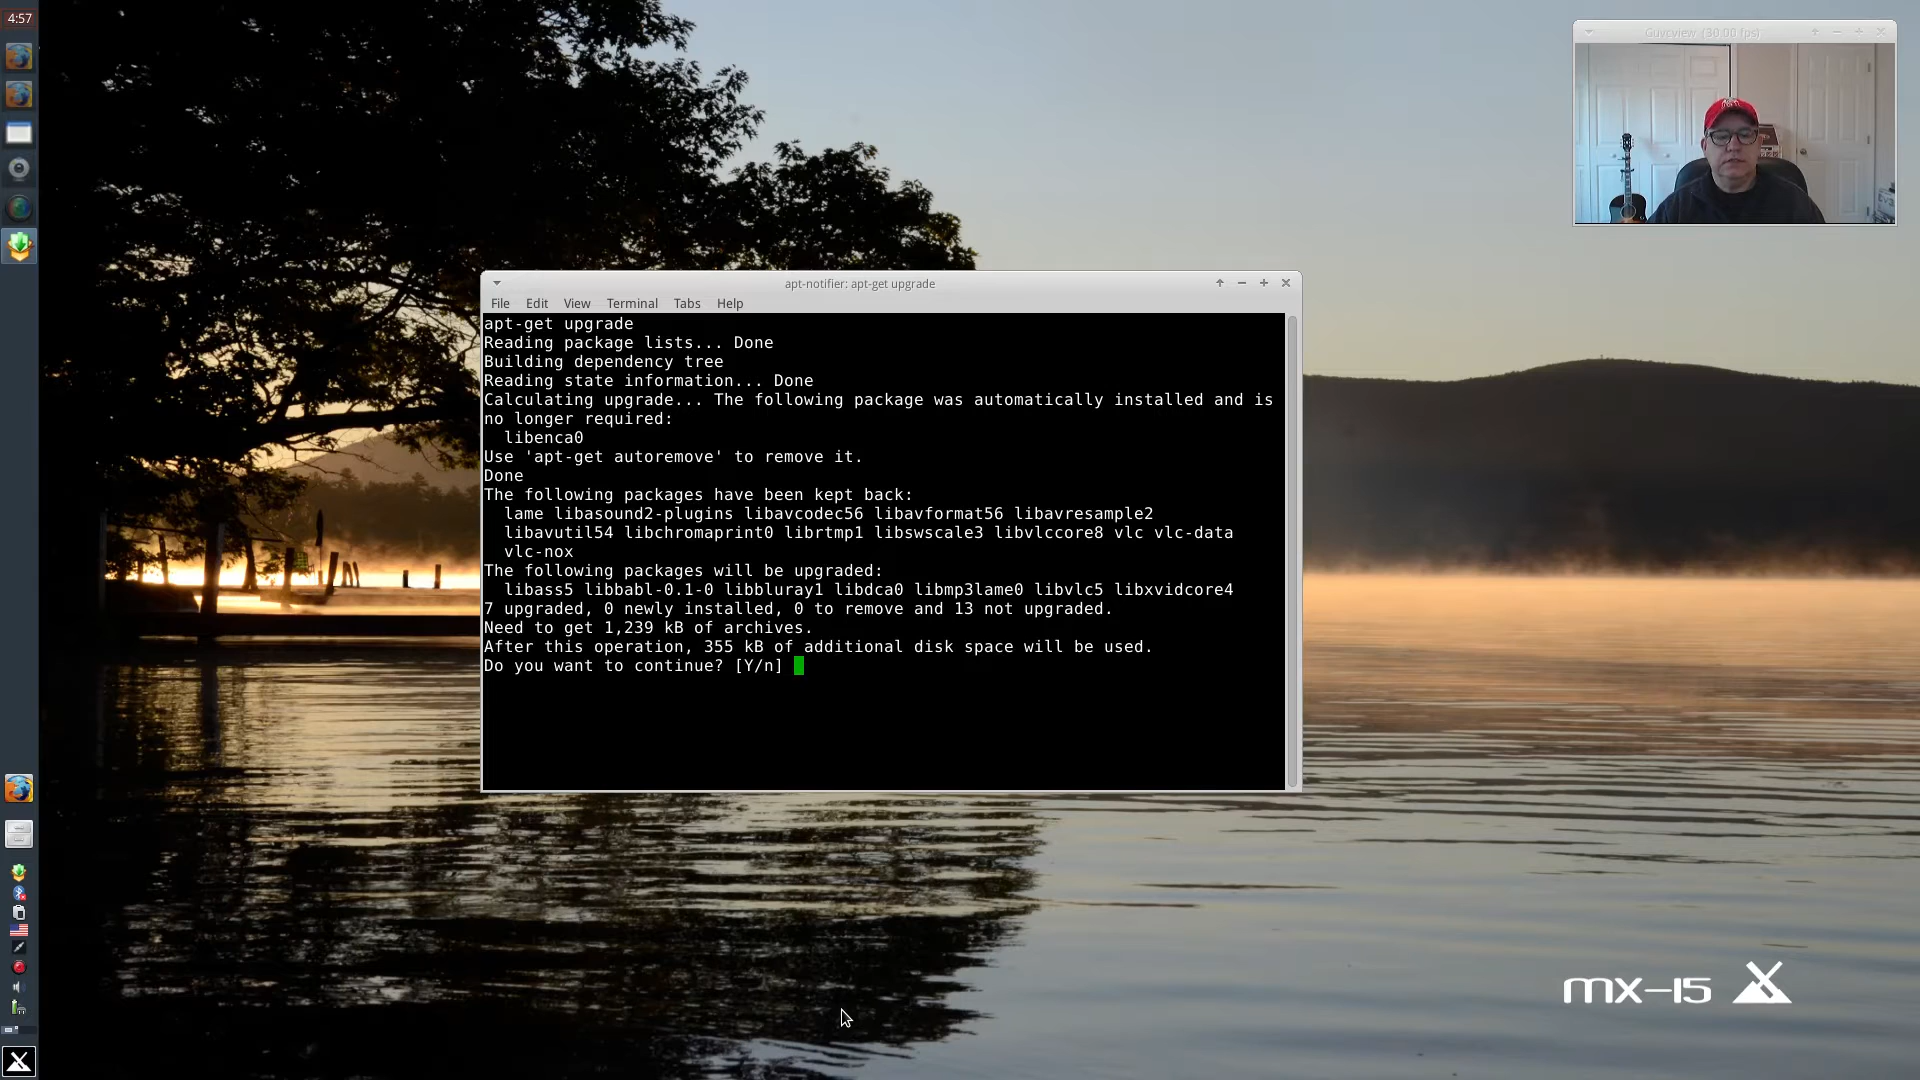 4:57
Guvcview (30.00 fps)
apt-notifier: apt-get upgrade
File Edit View Terminal Tabs Help
apt-get upgrade
Reading package lists... Done
Building dependency tree
Reading state information... Done
Calculating upgrade... The following package was automatically installed and is
no longer required:
libenca0
Use 'apt-get autoremove' to remove it.
Done
The following packages have been kept back:
lame libasound2-plugins libavcodec56 libavformat56 libavresample2
libavutil54 libchromaprint0 librtmp1 libswscale3 libvlccore8 vlc vlc-data
vlc-nox
The following packages will be upgraded:
libass5 libbabl-0.1-0 libbluray1 libdca0 libmp3lame0 libvlc5 libxvidcore4
7 upgraded, 0 newly installed, 0 to remove and 13 not upgraded.
Need to get 1,239 kB of archives.
After this operation, 355 kB of additional disk space will be used.
Do you want to continue? [Y/n]
mx-15